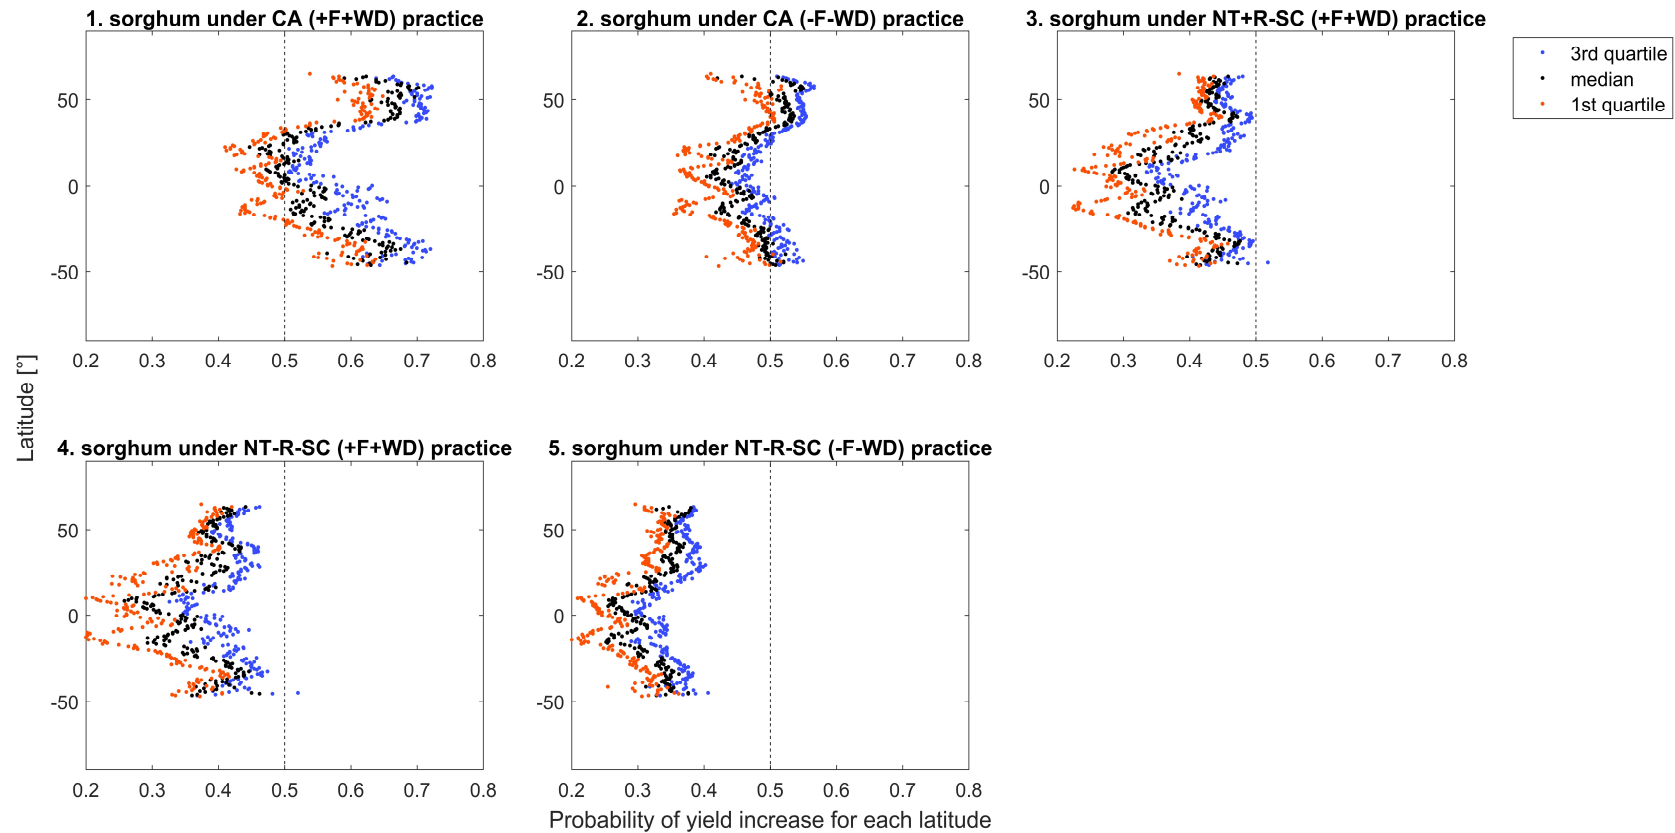 1. sorghum under CA (+F+WD) practice
2. sorghum under CA (-F-WD) practice
3. sorghum under NT+R-SC (+F+WD) practice
3rd quartile
median
1st quartile
50
0
-50
0.2 0.3 0.4 0.5 0.6 0.7 0.8
50
0
-50
0.2 0.3 0.4 0.5 0.6 0.7 0.8
50
0
-50
0.2 0.3 0.4 0.5 0.6 0.7 0.8
Latitude [°]
4. sorghum under NT-R-SC (+F+WD) practice
5. sorghum under NT-R-SC (-F-WD) practice
50
0
-50
0.2 0.3 0.4 0.5 0.6 0.7 0.8
50
0
-50
0.2 0.3 0.4 0.5 0.6 0.7 0.8
Probability of yield increase for each latitude